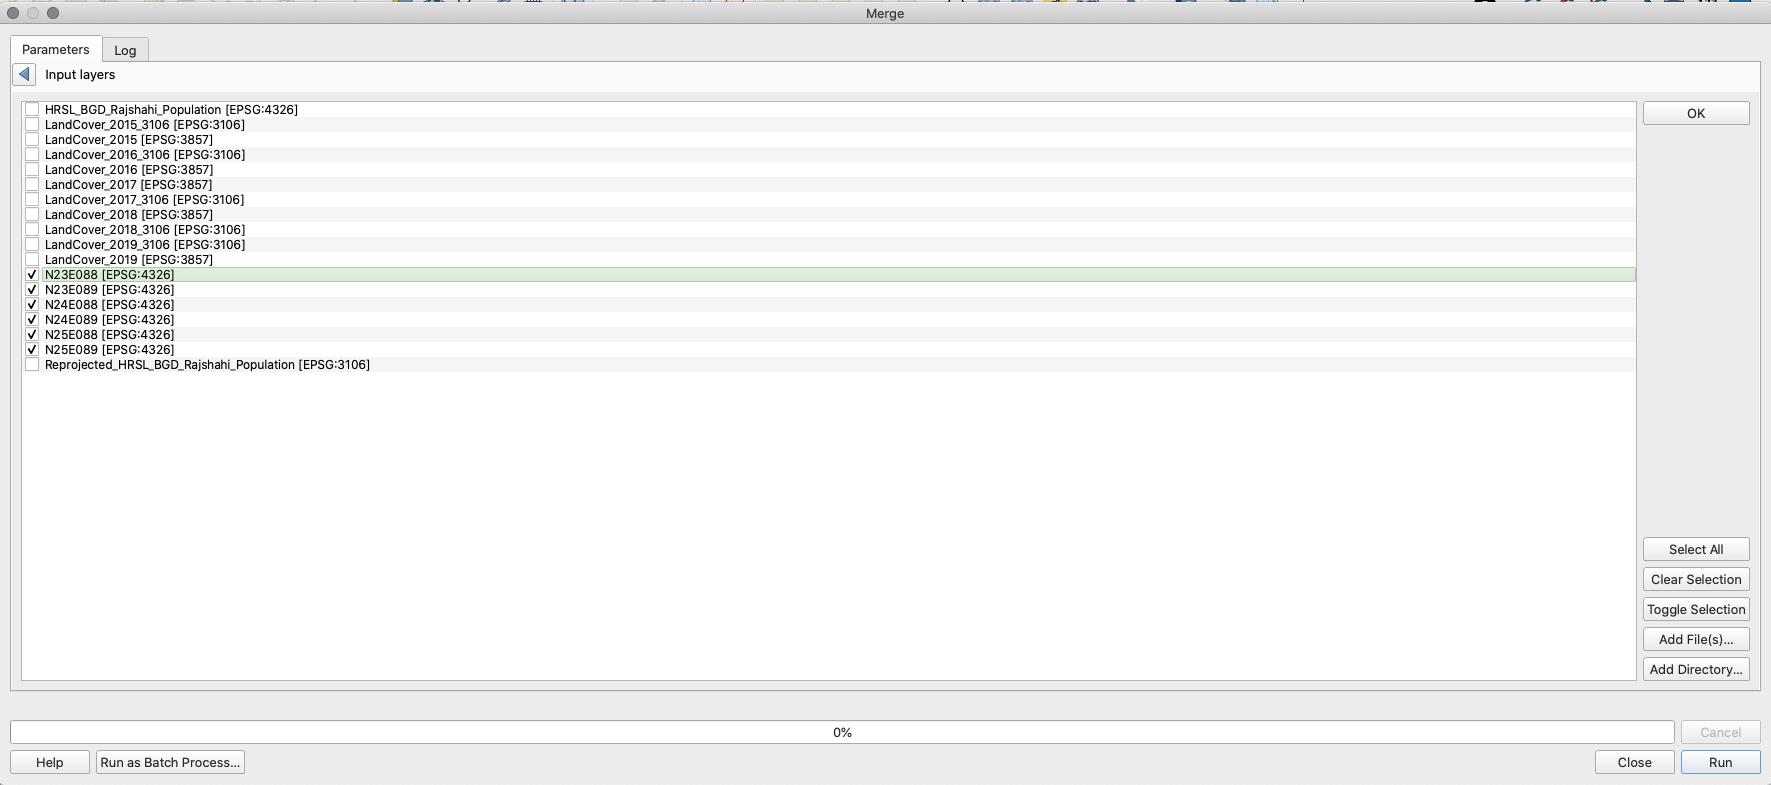 Merge
Parameters
Log
Input layers
HRSL_BGD_Rajshahi_Population [EPSG:4326]
LandCover_2015_3106 [EPSG:3106]
LandCover_2015 [EPSG:3857]
LandCover_2016_3106 [EPSG:3106]
LandCover_2016 [EPSG:3857]
LandCover_2017 [EPSG:3857]
LandCover_2017_3106 [EPSG:3106]
LandCover_2018 [EPSG:3857]
LandCover_2018_3106 [EPSG:3106]
LandCover_2019_3106 [EPSG:3106]
LandCover_2019 [EPSG:3857]
N23E088 [EPSG:4326]
N23E089 [EPSG:4326]
N24E088 [EPSG:4326]
N24E089 [EPSG:4326]
N25E088 [EPSG:4326]
N25E089 [EPSG:4326]
Reprojected_HRSL_BGD_Rajshahi_Population [EPSG:3106]
OK
Select All
Clear Selection
Toggle Selection
Add File(s)...
Add Directory...
0%
Cancel
Help
Run as Batch Process...
Close
Run